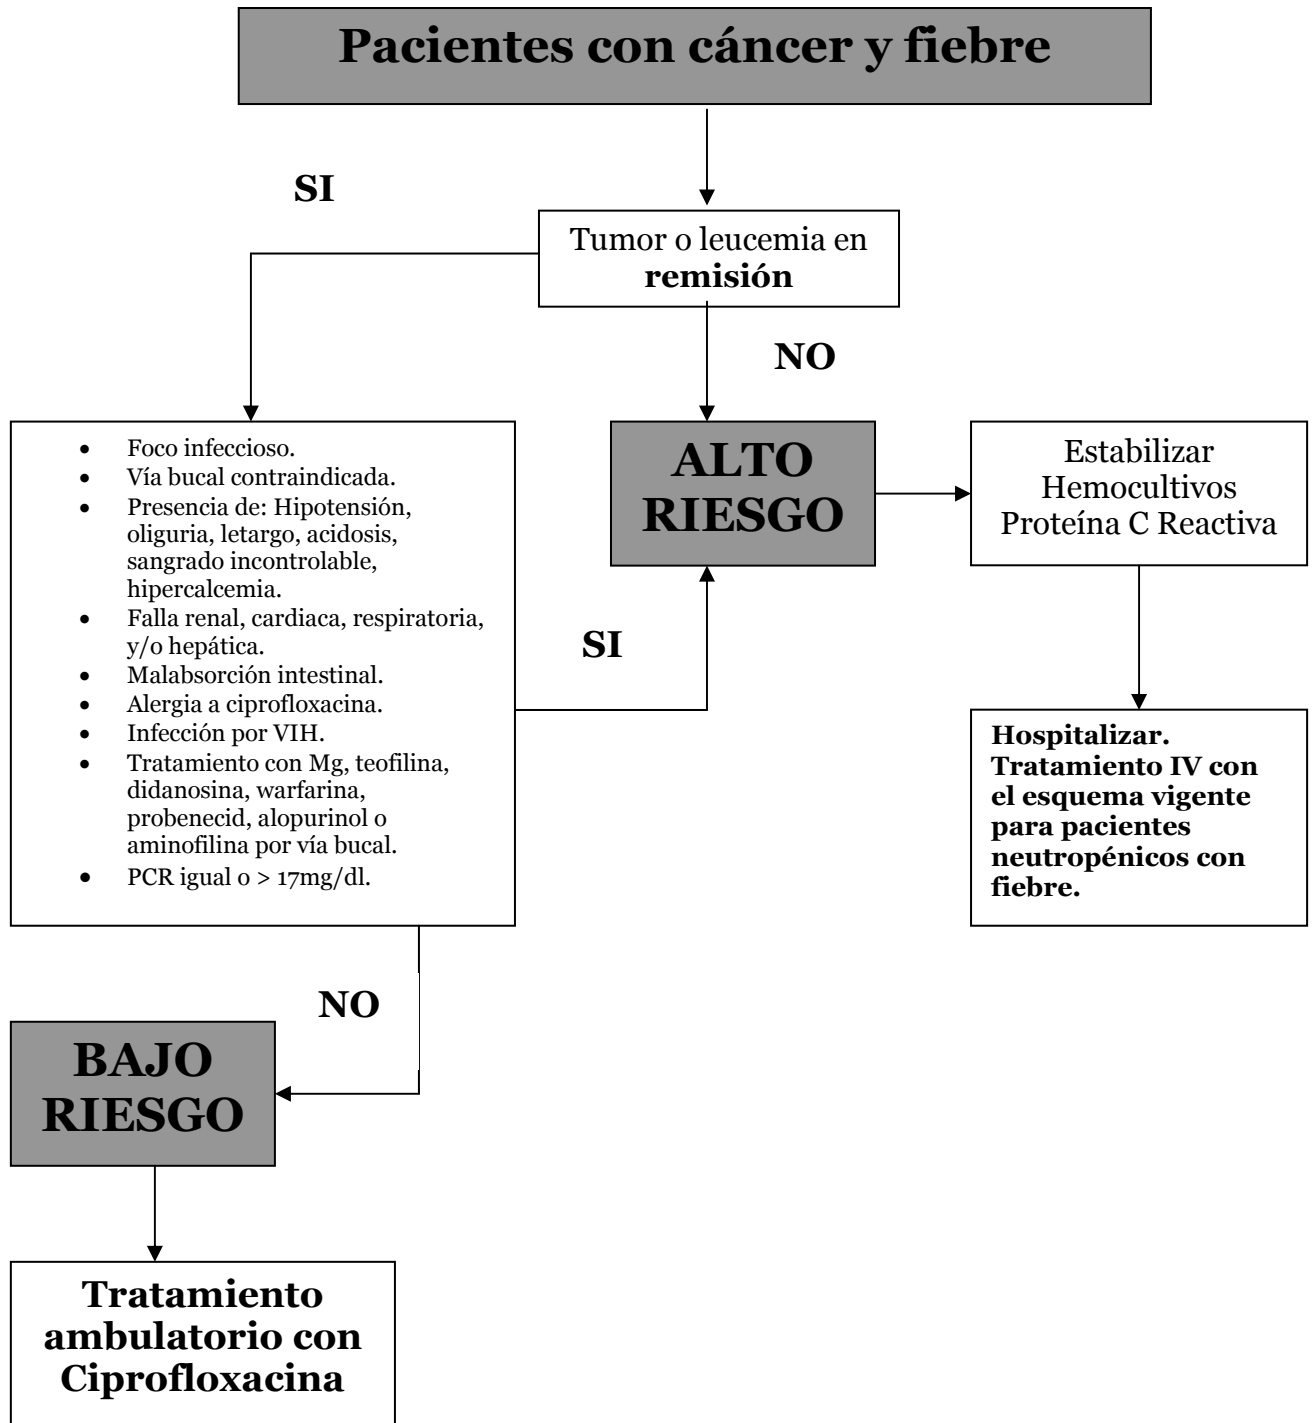 Pacientes con cáncer y fiebre
SI
Tumor o leucemia en
remisión
NO
• Foco infeccioso.
• Vía bucal contraindicada.
• Presencia de: Hipotensión,
oliguria, letargo, acidosis,
sangrado incontrolable,
hipercalcemia.
• Falla renal, cardiaca, respiratoria,
y/o hepática.
• Malabsorción intestinal.
• Alergia a ciprofloxacina.
• Infección por VIH.
• Tratamiento con Mg, teofilina,
didanosina, warfarina,
probenecid, alopurinol o
aminofilina por vía bucal.
• PCR igual o > 17mg/dl.
SI
ALTO
RIESGO
Estabilizar
Hemocultivos
Proteína C Reactiva
Hospitalizar.
Tratamiento IV con
el esquema vigente
para pacientes
neutropénicos con
fiebre.
NO
BAJO
RIESGO
Tratamiento
ambulatorio con
Ciprofloxacina